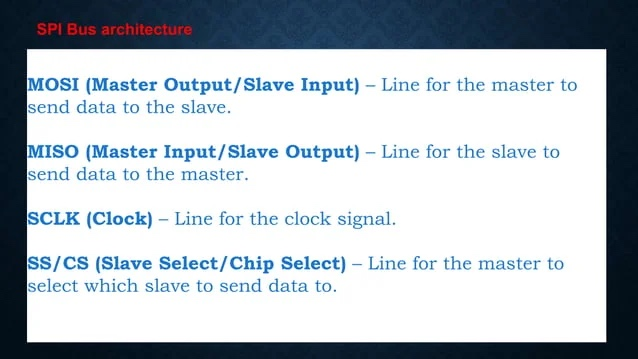 SPI Bus architecture
MOSI (Master Output/Slave Input) – Line for the master to
send data to the slave.
MISO (Master Input/Slave Output) – Line for the slave to
send data to the master.
SCLK (Clock) – Line for the clock signal.
SS/CS (Slave Select/Chip Select) – Line for the master to
select which slave to send data to.